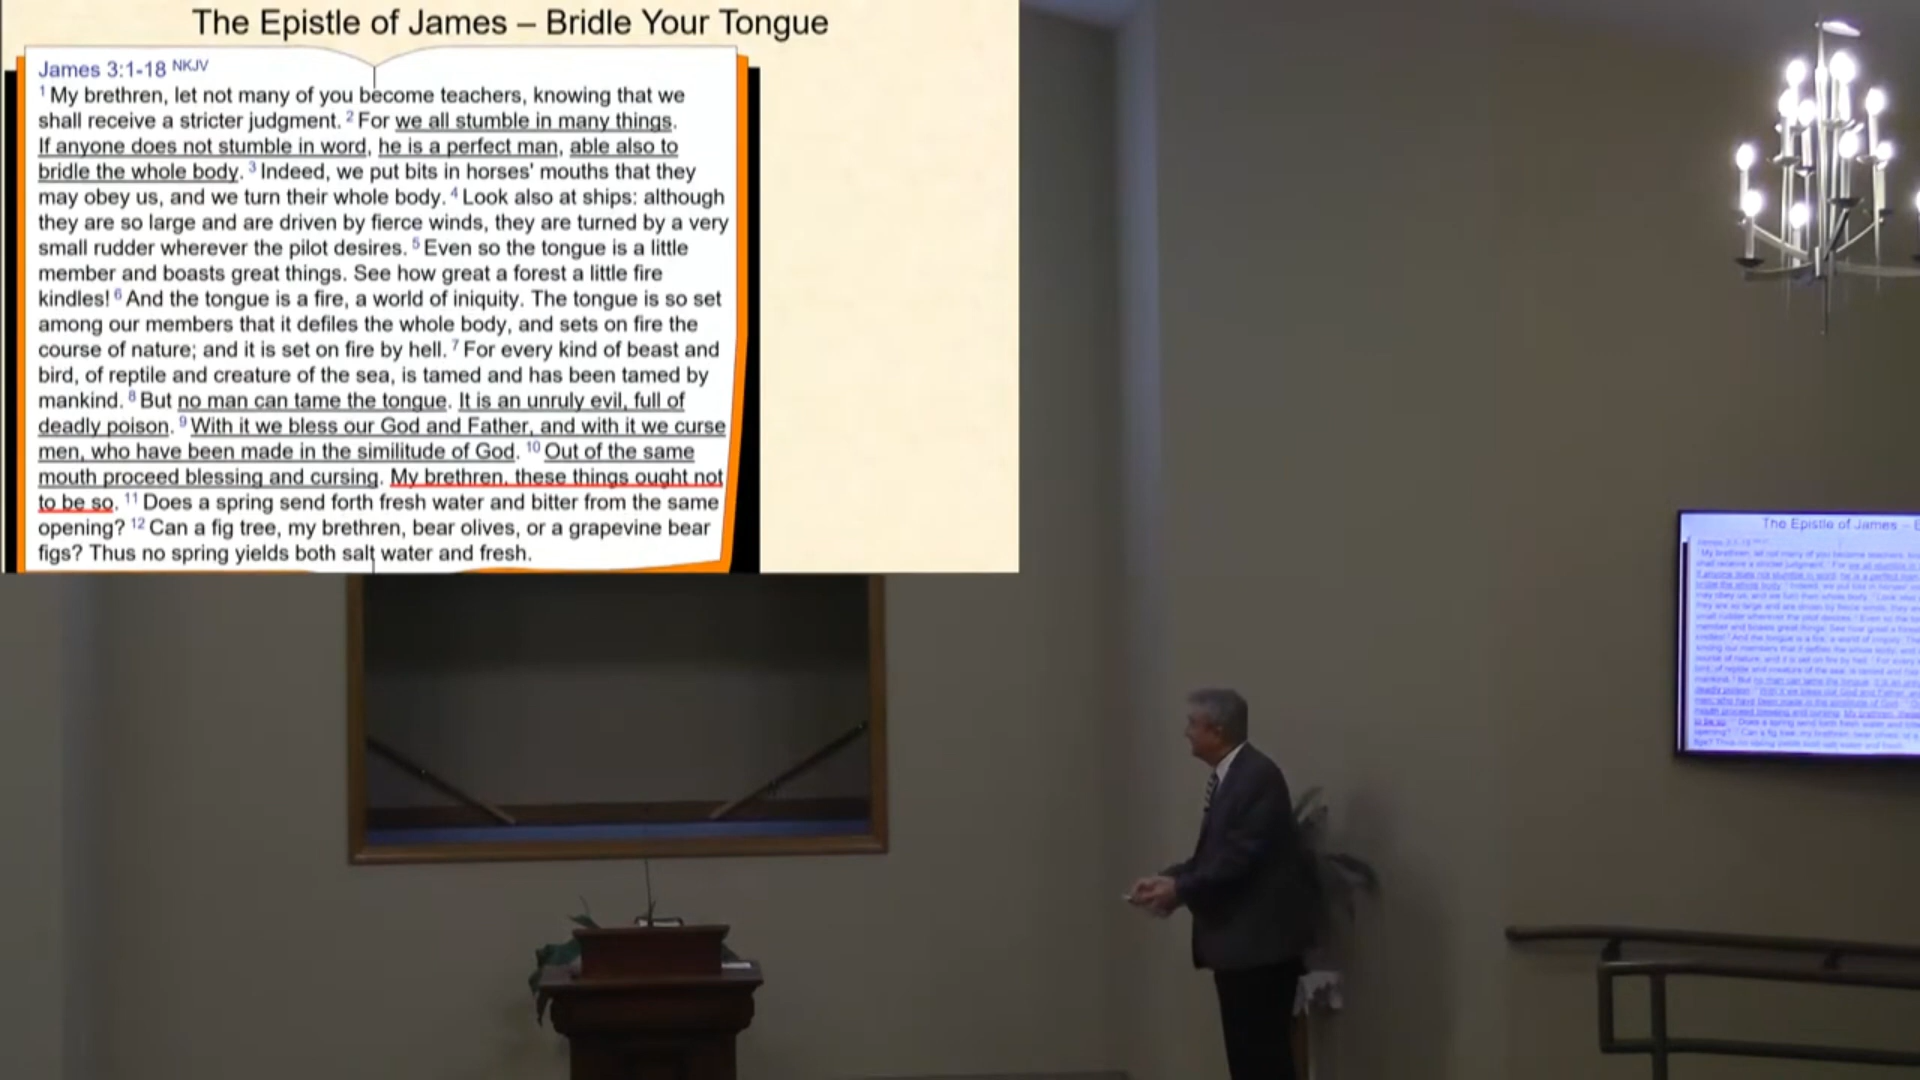 The Epistle of James – Bridle Your Tongue
James 3:1-18 NKJV
1 My brethren, let not many of you become teachers, knowing that we
shall receive a stricter judgment. 2 For we all stumble in many things.
If anyone does not stumble in word, he is a perfect man, able also to
bridle the whole body. 3 Indeed, we put bits in horses' mouths that they
may obey us, and we turn their whole body. 4 Look also at ships: although
they are so large and are driven by fierce winds, they are turned by a very
small rudder wherever the pilot desires. 5 Even so the tongue is a little
member and boasts great things. See how great a forest a little fire
kindles! 6 And the tongue is a fire, a world of iniquity. The tongue is so set
among our members that it defiles the whole body, and sets on fire the
course of nature; and it is set on fire by hell. 7 For every kind of beast and
bird, of reptile and creature of the sea, is tamed and has been tamed by
mankind. 8 But no man can tame the tongue. It is an unruly evil, full of
deadly poison. 9 With it we bless our God and Father, and with it we curse
men, who have been made in the similitude of God. 10 Out of the same
mouth proceed blessing and cursing. My brethren, these things ought not
to be so. 11 Does a spring send forth fresh water and bitter from the same
opening? 12 Can a fig tree, my brethren, bear olives, or a grapevine bear
figs? Thus no spring yields both salt water and fresh.
The Epistle of James –